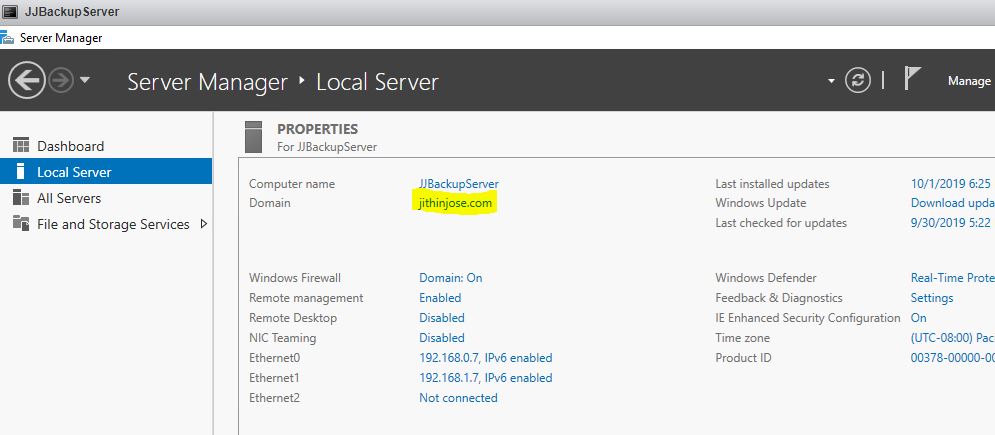 JJBackupServer
Server Manager
Server Manager ‣ Local Server
Manage
Dashboard
Local Server
All Servers
File and Storage Services
PROPERTIES
For JJBackupServer
Computer name JJBackupServer
Domain jithinjose.com
Last installed updates 10/1/2019 6:25
Windows Update Download upda
Last checked for updates 9/30/2019 5:22
Windows Firewall Domain: On
Remote management Enabled
Remote Desktop Disabled
NIC Teaming Disabled
Ethernet0 192.168.0.7, IPv6 enabled
Ethernet1 192.168.1.7, IPv6 enabled
Ethernet2 Not connected
Windows Defender Real-Time Prote
Feedback & Diagnostics Settings
IE Enhanced Security Configuration On
Time zone (UTC-08:00) Pac
Product ID 00378-00000-00